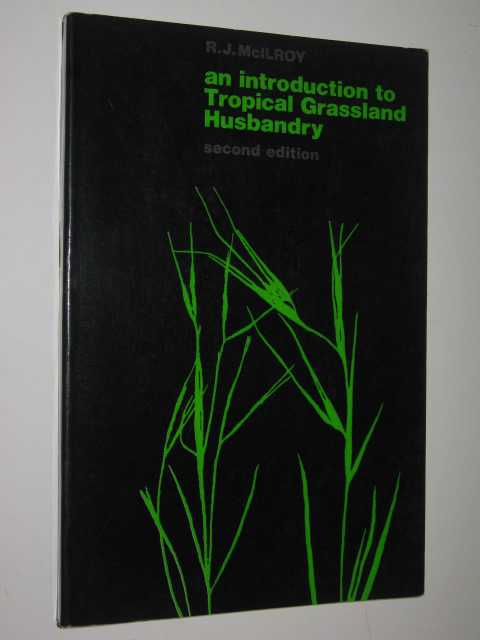 R.J. McILROY
an introduction to
Tropical Grassland
Husbandry
second edition